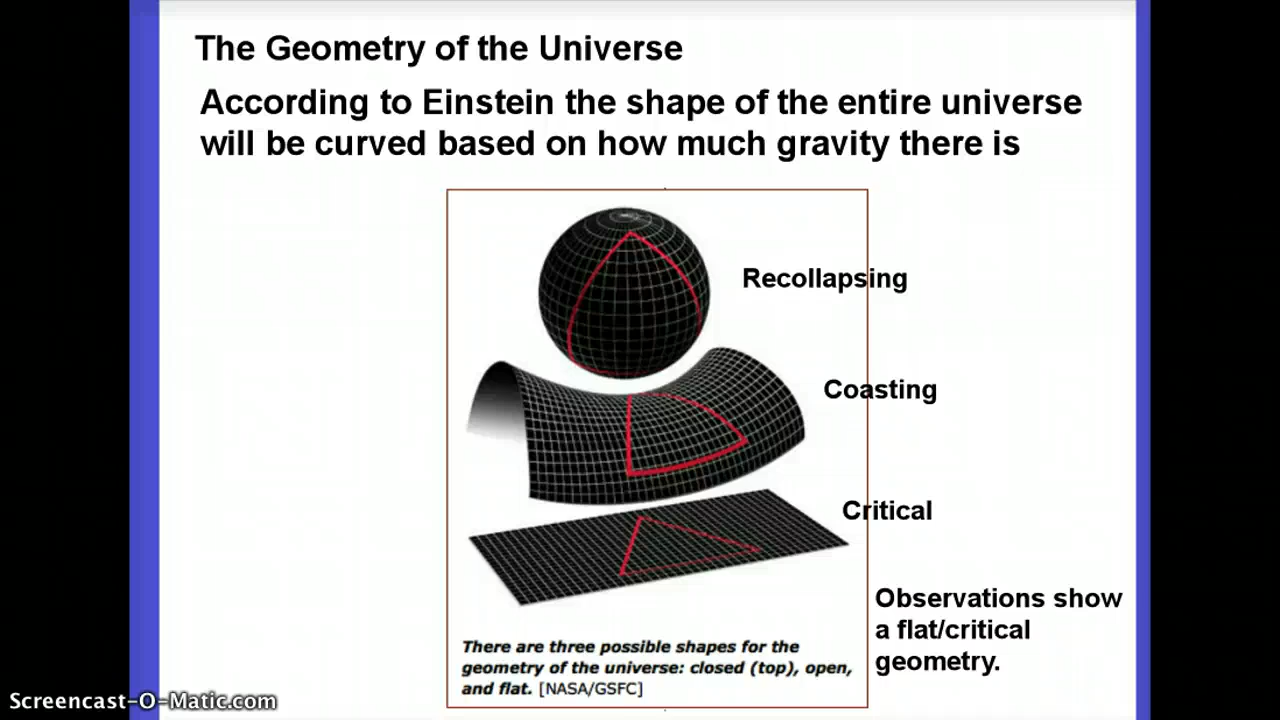 The Geometry of the Universe
According to Einstein the shape of the entire universe
will be curved based on how much gravity there is
Recollapsing
Coasting
Critical
Observations show
a flat/critical
geometry.
There are three possible shapes for the
geometry of the universe: closed (top), open,
and flat. [NASA/GSFC]
Screencast-O-Matic.com